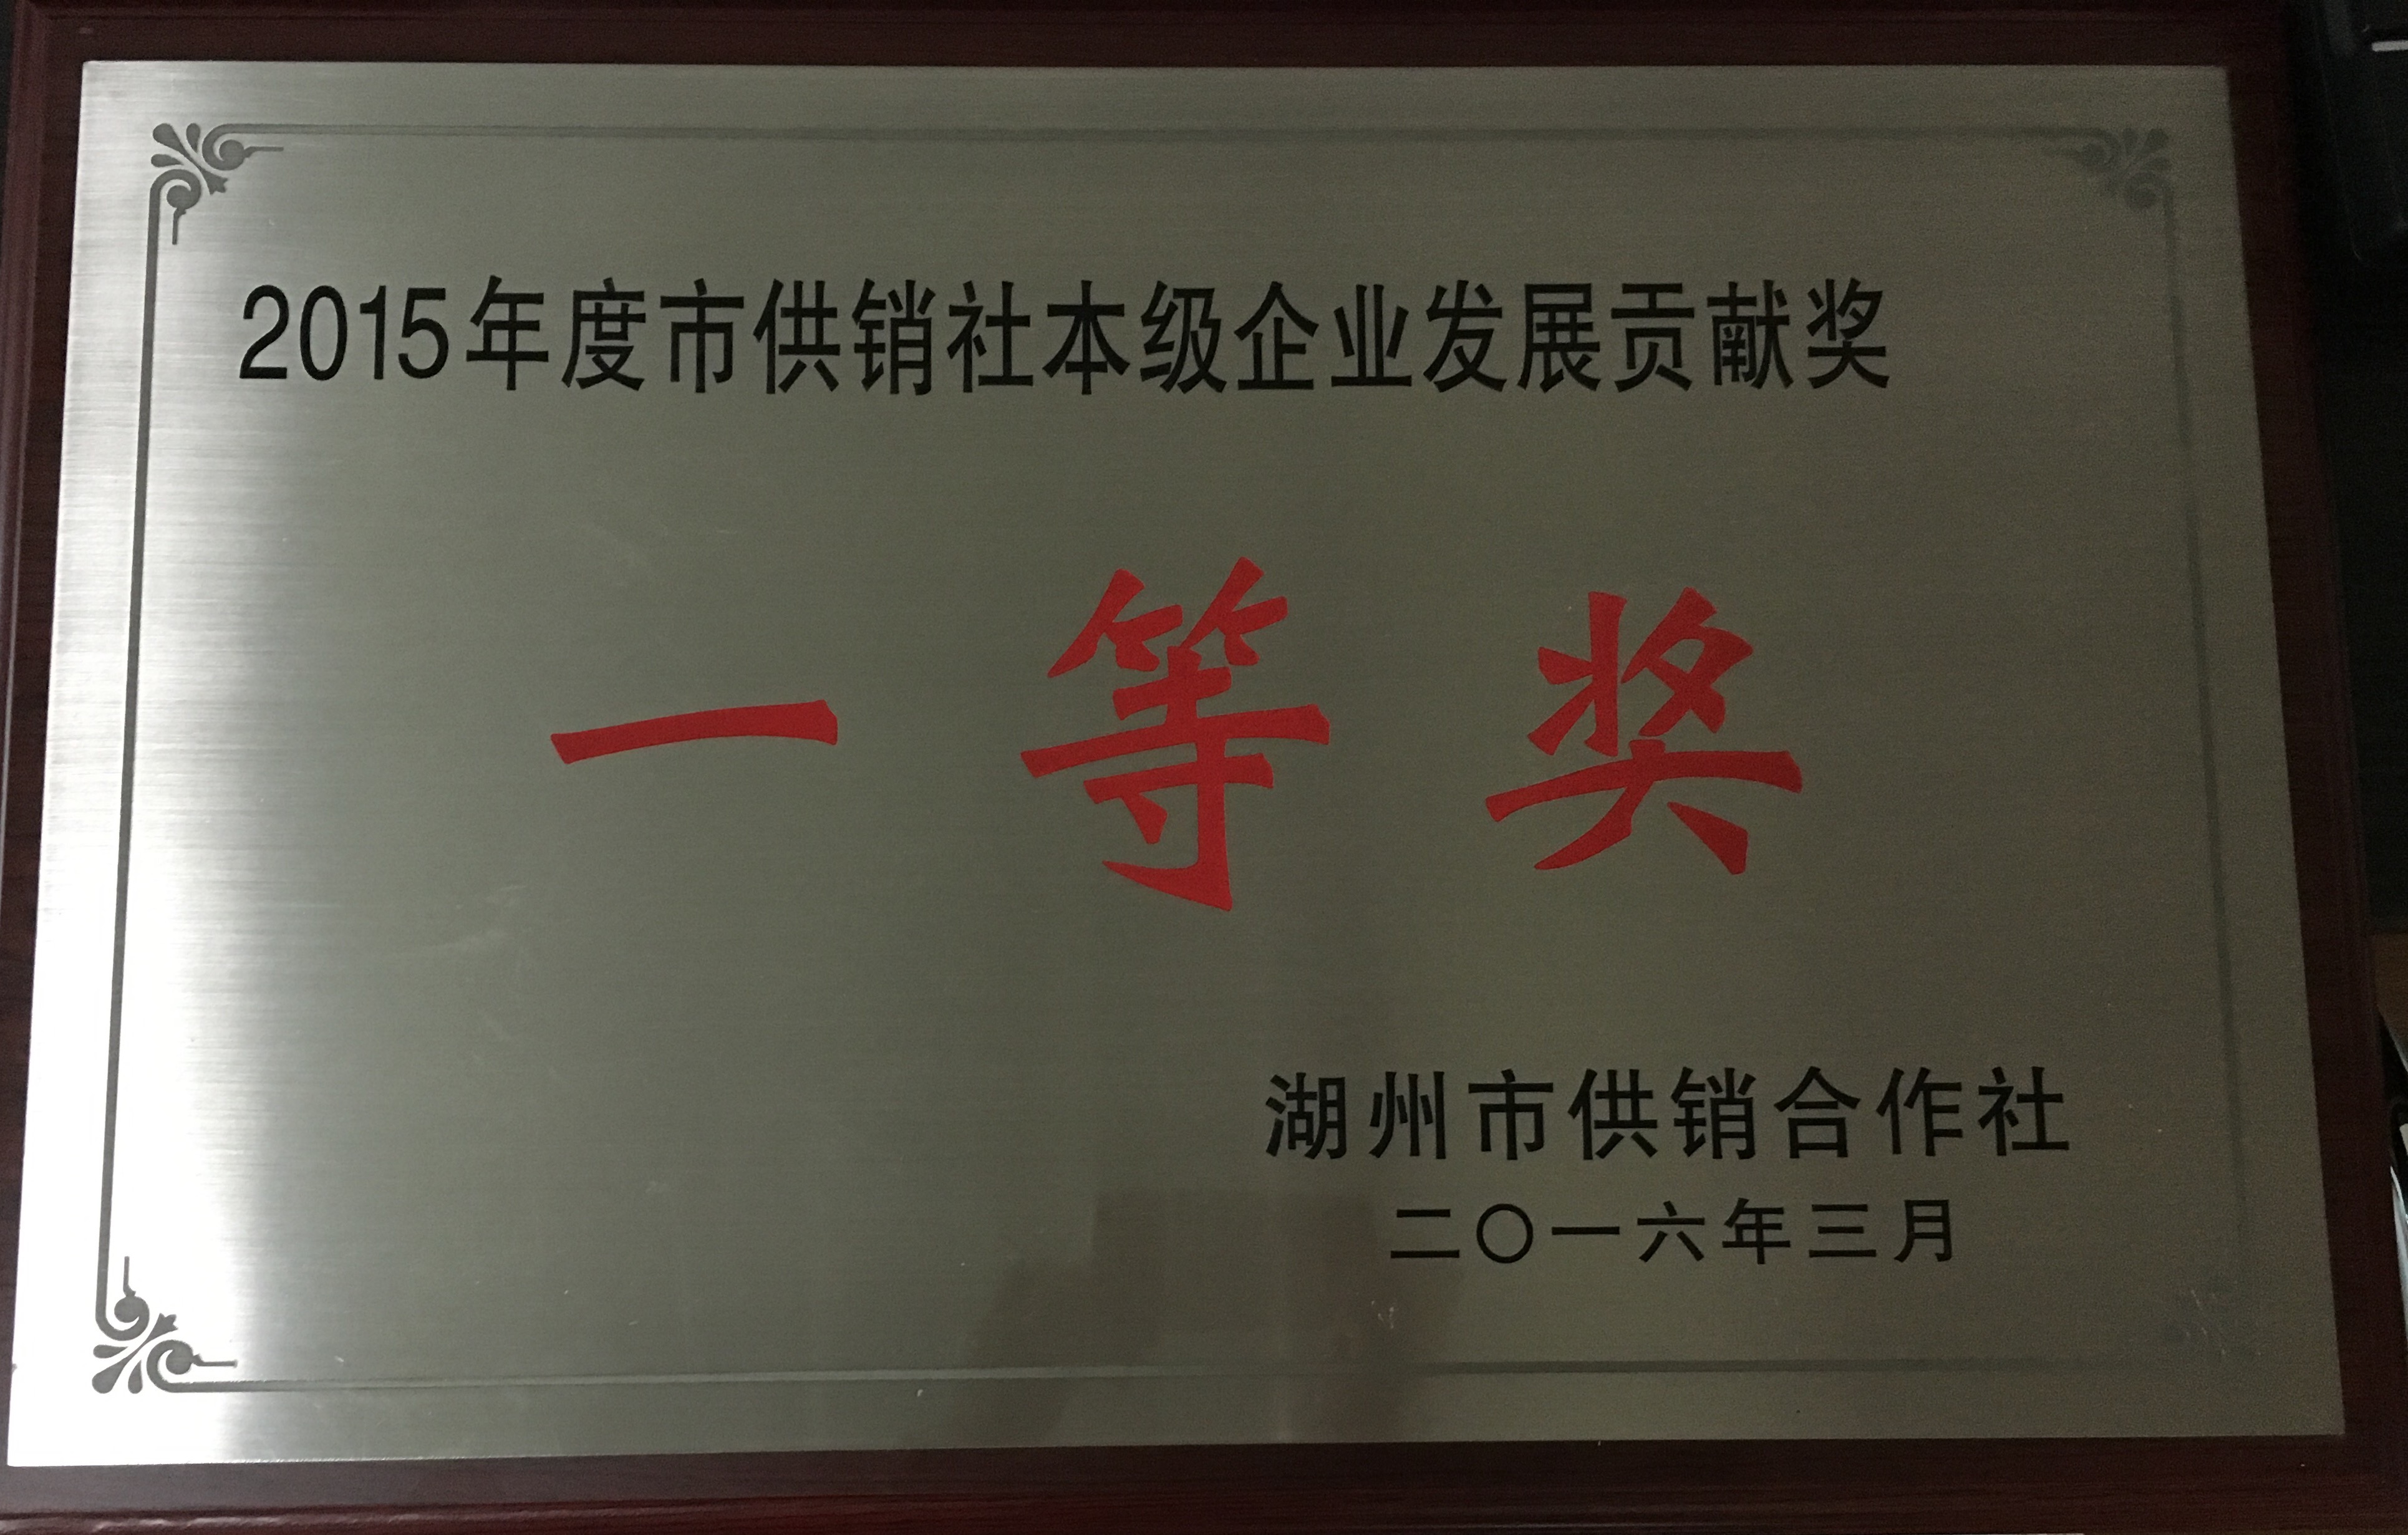 2015年度市供销社本级企业发展贡献奖
一等奖
湖州市供销合作社
二〇一六年三月